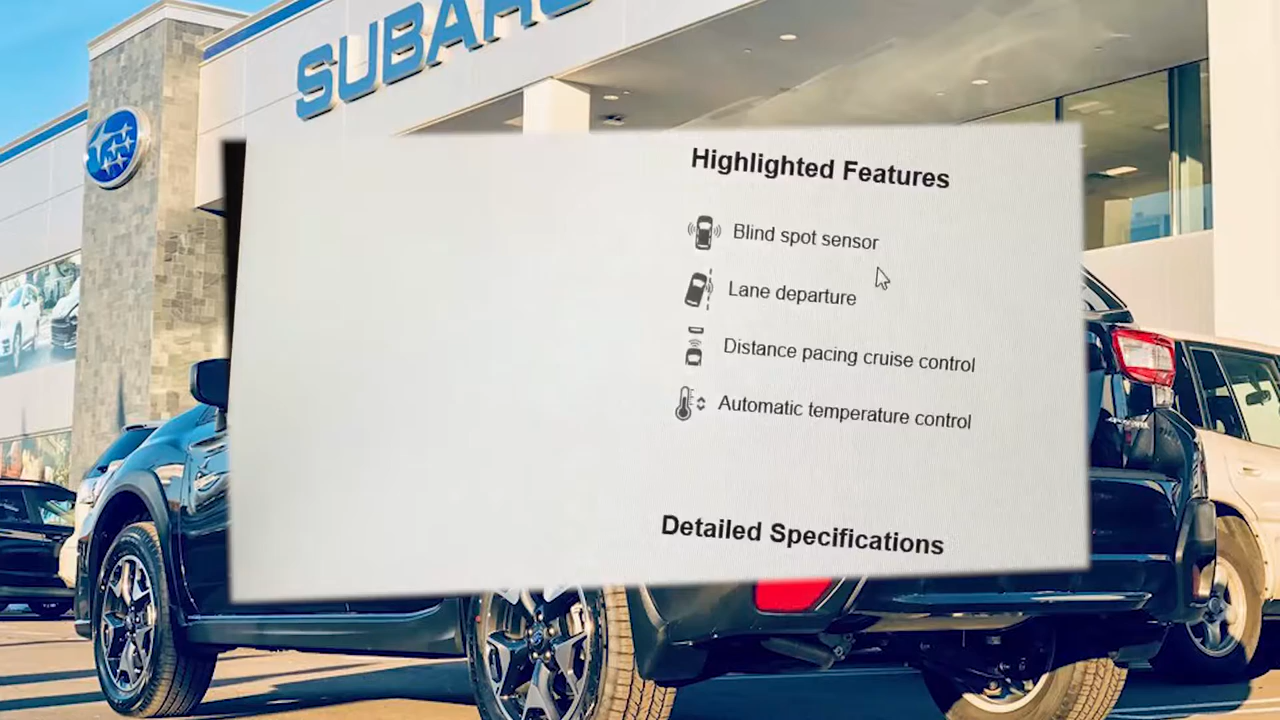 SUBARU
Highlighted Features
Blind spot sensor
Lane departure
Distance pacing cruise control
Automatic temperature control
Detailed Specifications